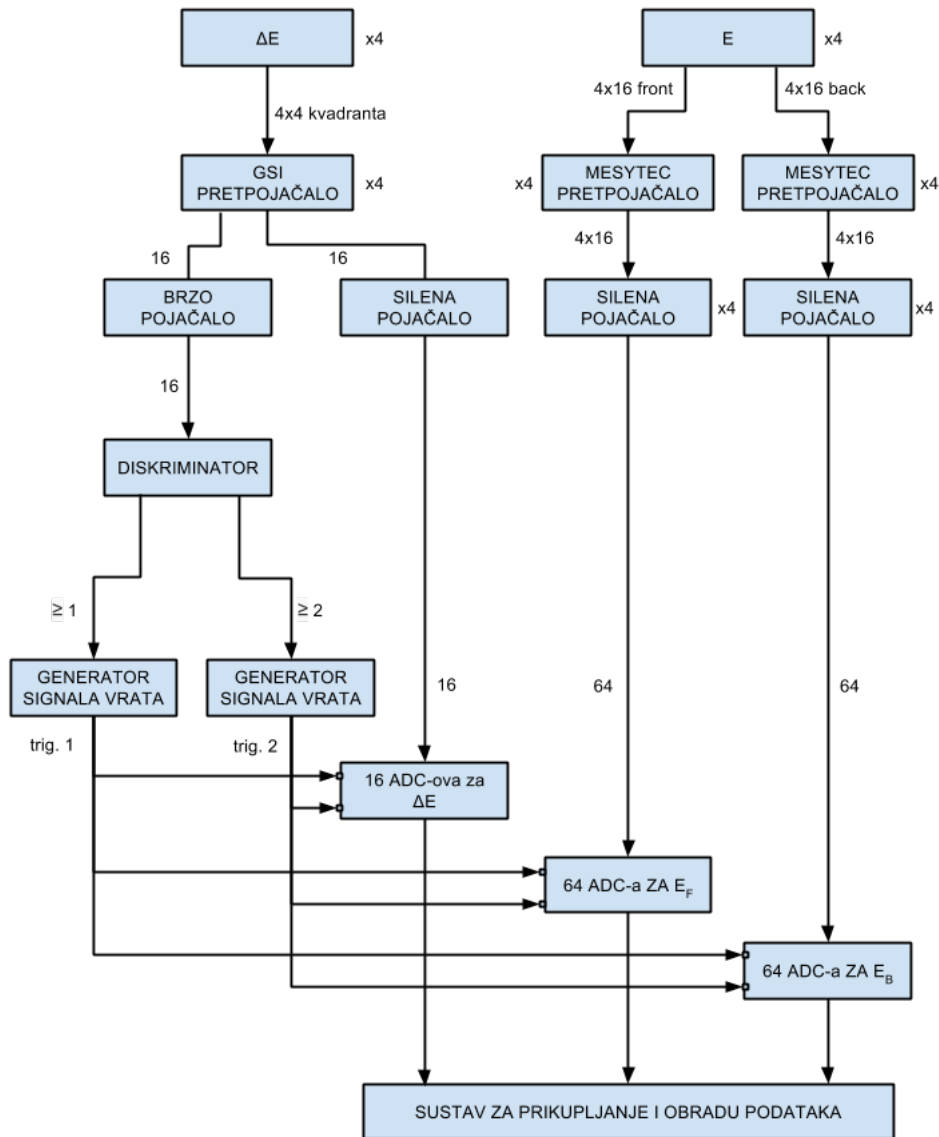 ΔE
x4
E
x4
4x4 kvadranta
4x16 front
4x16 back
GSI
PRETPOJAČALO
x4
x4
MESYTEC
PRETPOJAČALO
MESYTEC
PRETPOJAČALO
x4
16
16
4x16
4x16
BRZO
POJAČALO
SILENA
POJAČALO
SILENA
POJAČALO
x4
SILENA
POJAČALO
x4
16
DISKRIMINATOR
≥ 1
≥ 2
GENERATOR
SIGNALA VRATA
GENERATOR
SIGNALA VRATA
16
64
64
trig. 1
trig. 2
16 ADC-ova za
ΔE
64 ADC-a ZA E_F
64 ADC-a ZA E_B
SUSTAV ZA PRIKUPLJANJE I OBRADU PODATAKA